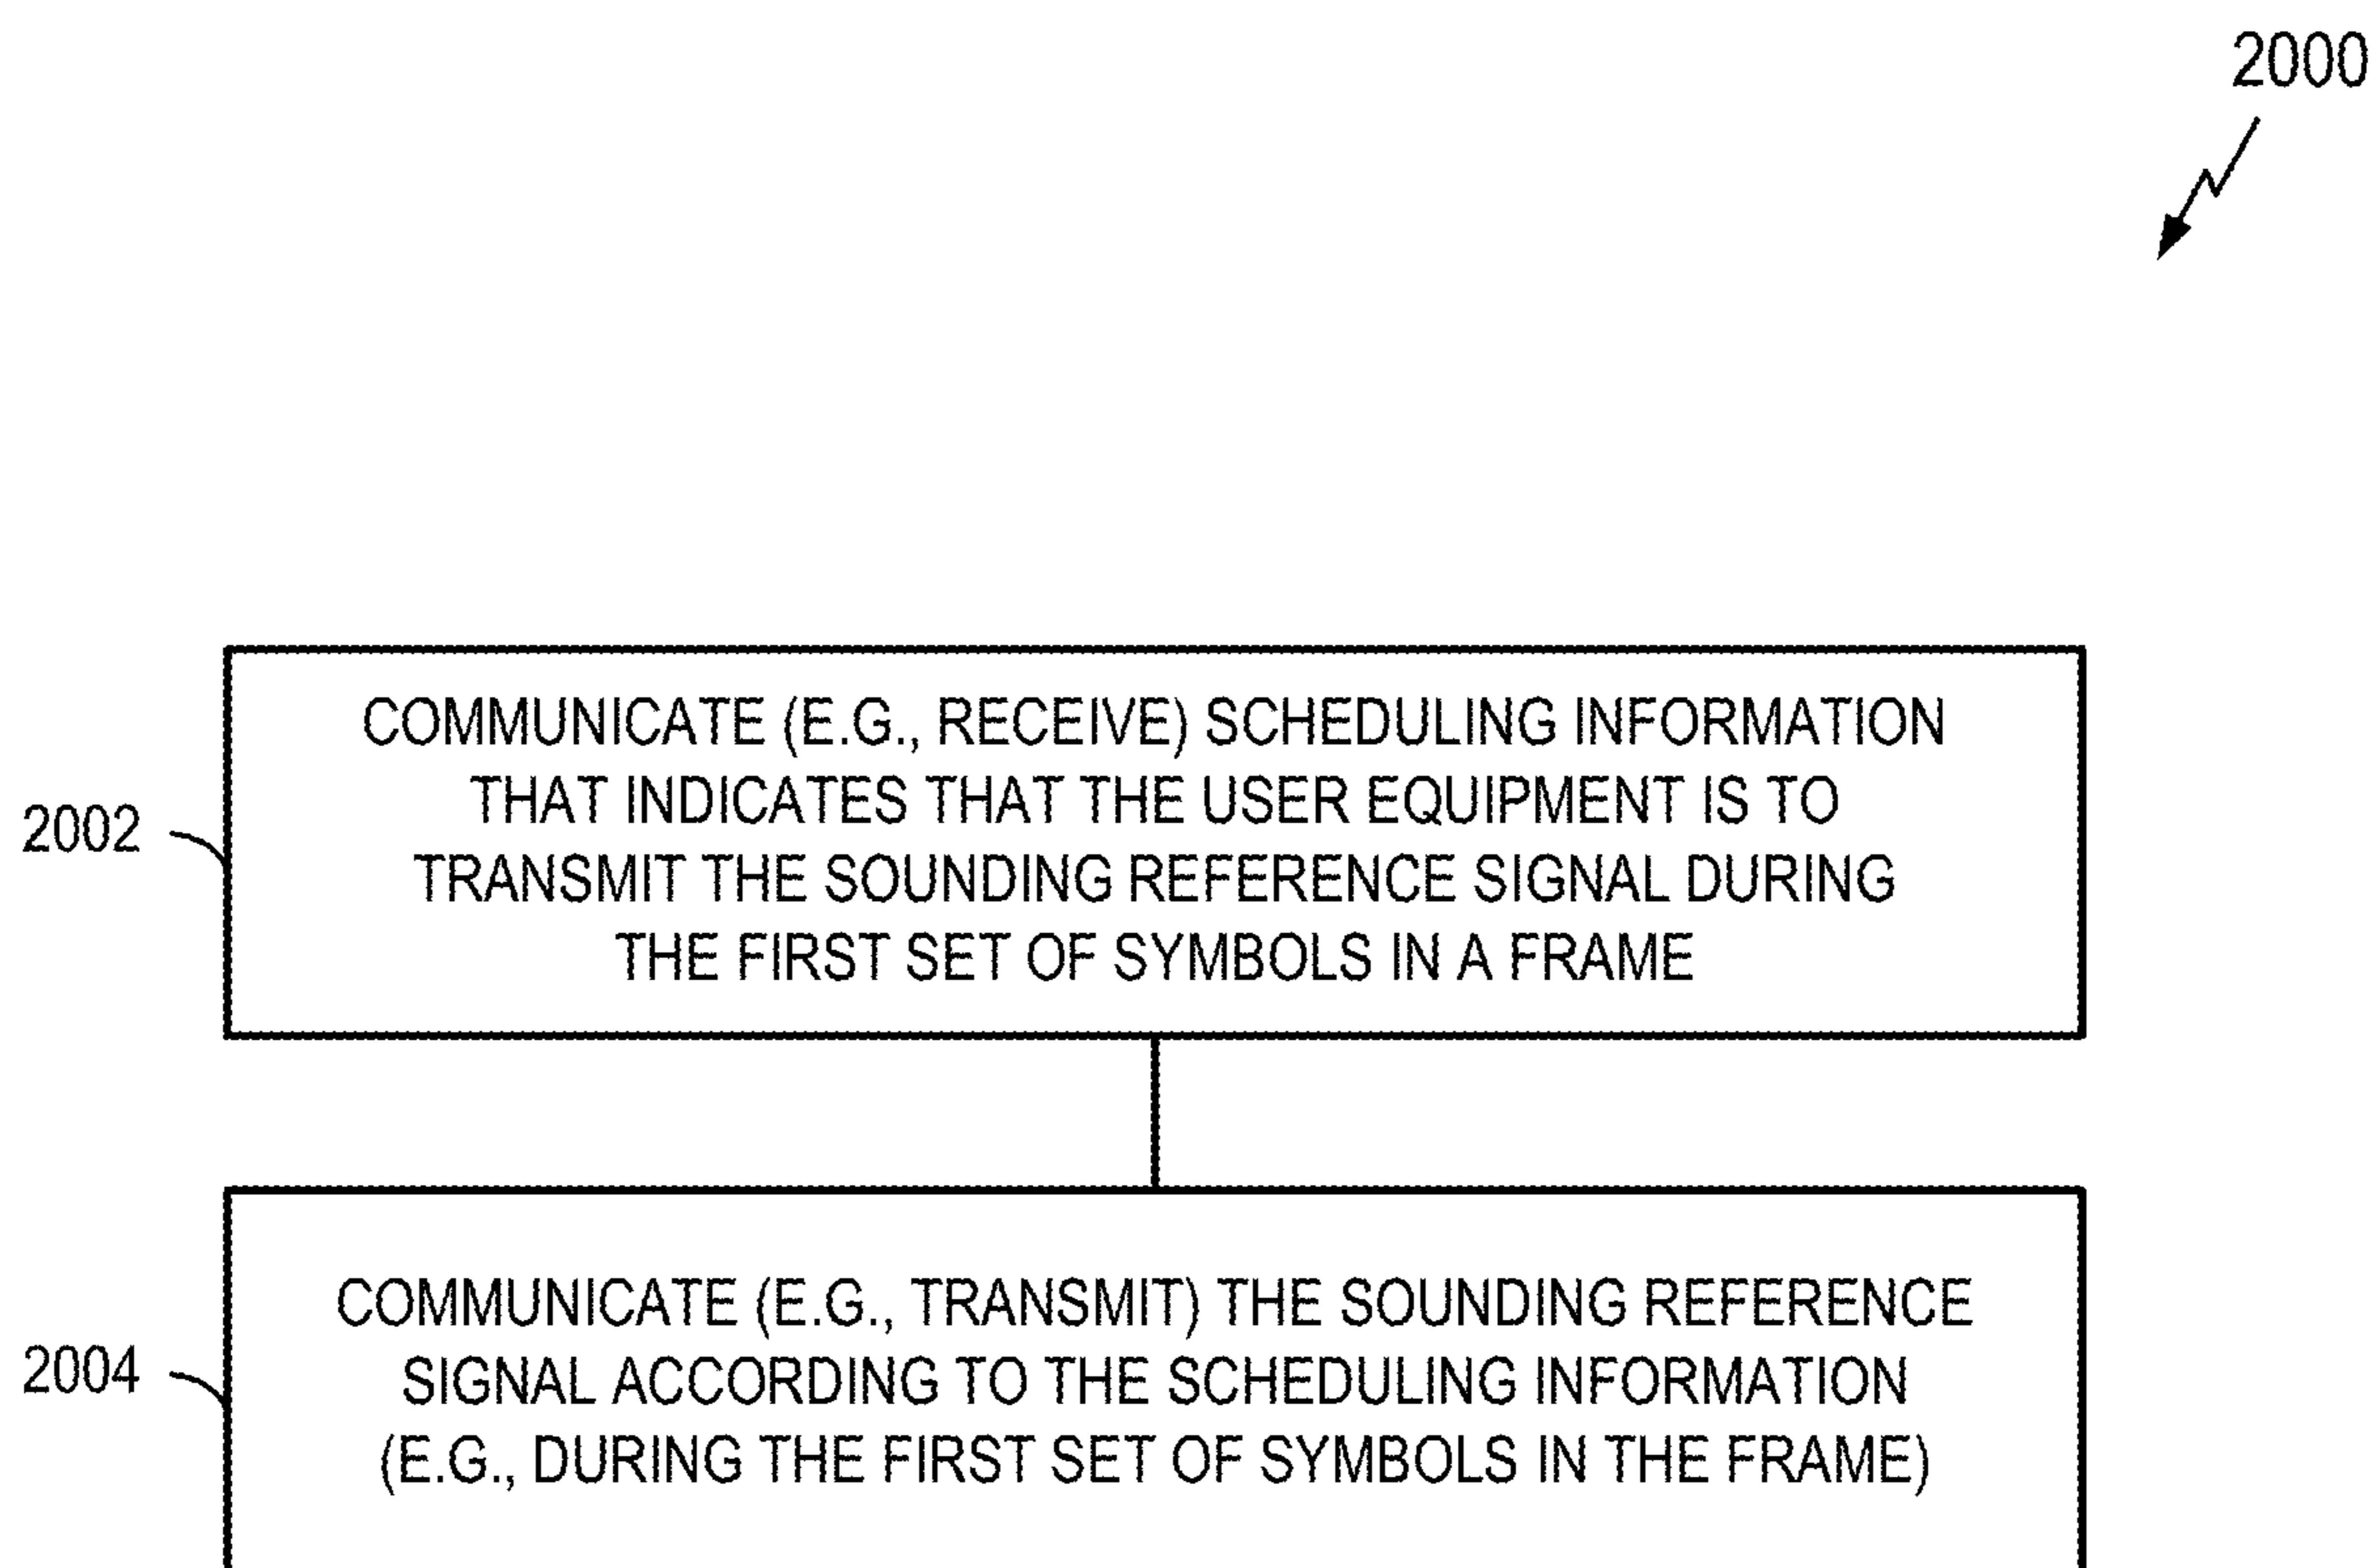 2000
COMMUNICATE (E.G., RECEIVE) SCHEDULING INFORMATION
THAT INDICATES THAT THE USER EQUIPMENT IS TO
TRANSMIT THE SOUNDING REFERENCE SIGNAL DURING
THE FIRST SET OF SYMBOLS IN A FRAME
2002
COMMUNICATE (E.G., TRANSMIT) THE SOUNDING REFERENCE
SIGNAL ACCORDING TO THE SCHEDULING INFORMATION
(E.G., DURING THE FIRST SET OF SYMBOLS IN THE FRAME)
2004